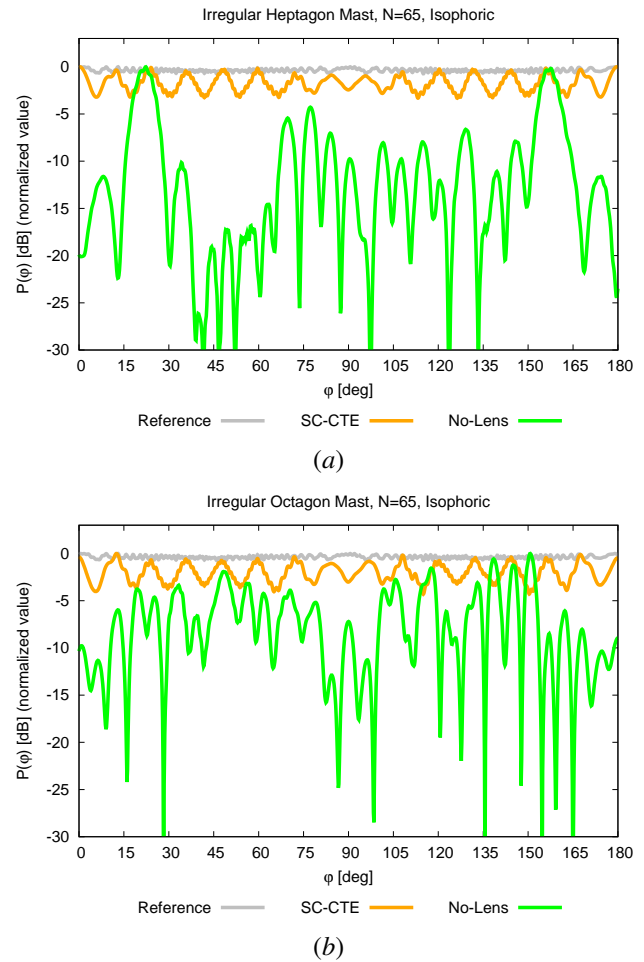 Irregular Heptagon Mast, N=65, Isophoric
P(φ) [dB] (normalized value)
0
-5
-10
-15
-20
-25
-30
0 15 30 45 60 75 90 105 120 135 150 165 180
φ [deg]
Reference SC-CTE No-Lens
(a)
Irregular Octagon Mast, N=65, Isophoric
P(φ) [dB] (normalized value)
0
-5
-10
-15
-20
-25
-30
0 15 30 45 60 75 90 105 120 135 150 165 180
φ [deg]
Reference SC-CTE No-Lens
(b)